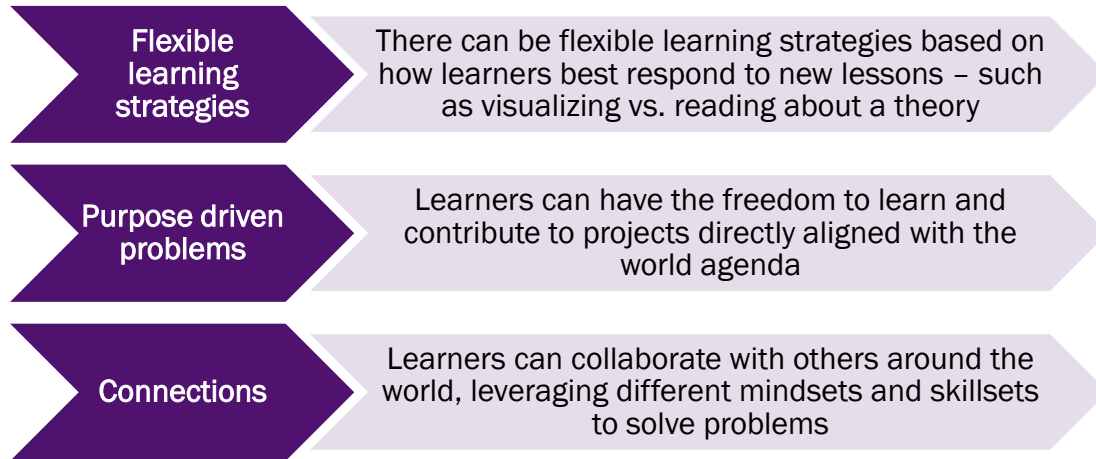 Flexible
learning
strategies
There can be flexible learning strategies based on
how learners best respond to new lessons – such
as visualizing vs. reading about a theory
Purpose driven
problems
Learners can have the freedom to learn and
contribute to projects directly aligned with the
world agenda
Connections
Learners can collaborate with others around the
world, leveraging different mindsets and skillsets
to solve problems